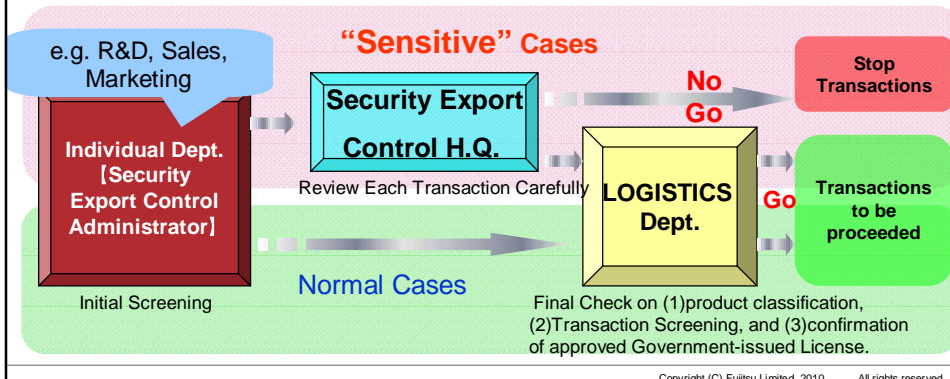 e.g. R&D, Sales,
Marketing
“Sensitive” Cases
Individual Dept.
【Security
Export Control
Administrator】
Initial Screening
Security Export
Control H.Q.
Review Each Transaction Carefully
No
Go
Stop
Transactions
LOGISTICS
Dept.
Go
Transactions
to be
proceeded
Normal Cases
Final Check on (1)product classification,
(2)Transaction Screening, and (3)confirmation
of approved Government-issued License.
Copyright (C) Fujitsu Limited, 2010 All rights reserved